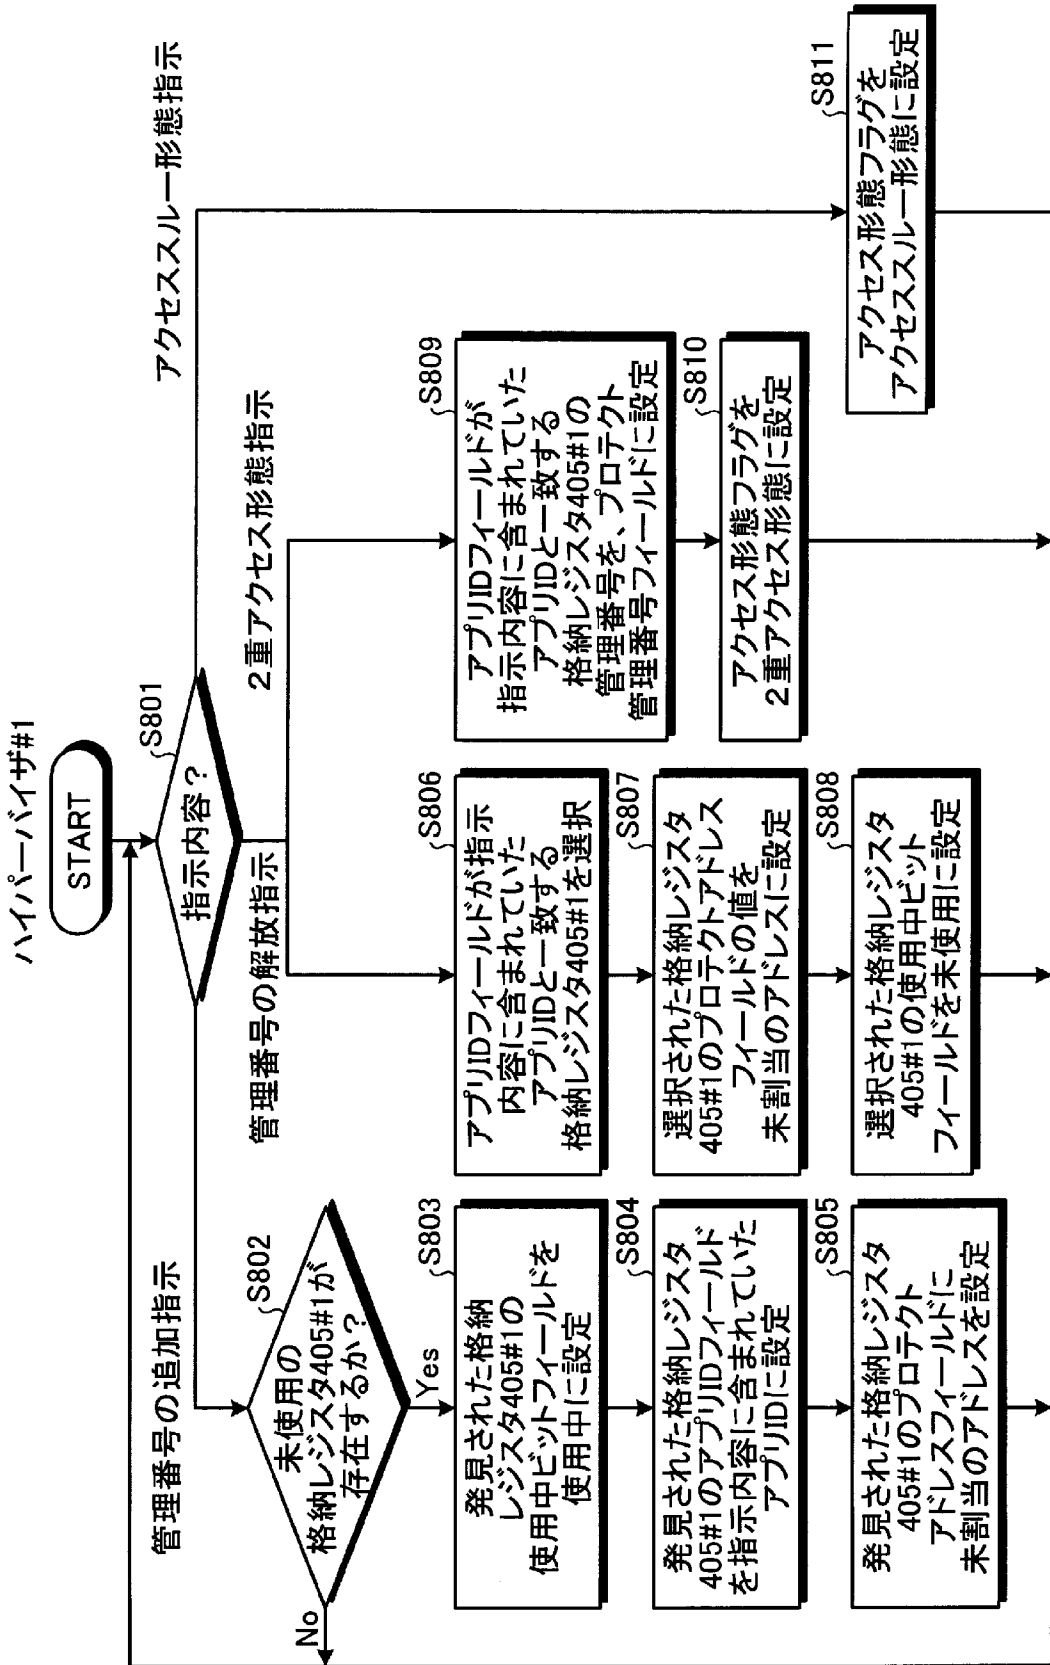 ハイパーバイザ#1
START
S801
指示内容?
管理番号の追加指示
管理番号の解放指示
2重アクセス形態指示
アクセススルー形態指示
S802
未使用の
格納レジスタ405#1が
存在するか?
No
Yes
S803
発見された格納
レジスタ405#1の
使用中ビットフィールドを
使用中に設定
S804
発見された格納レジスタ
405#1のアプリIDフィールド
を指示内容に含まれていた
アプリIDに設定
S805
発見された格納レジスタ
405#1のプロテクト
アドレスフィールドに
未割当のアドレスを設定
S806
アプリIDフィールドが指示
内容に含まれていた
アプリIDと一致する
格納レジスタ405#1を選択
S807
選択された格納レジスタ
405#1のプロテクトアドレス
フィールドの値を
未割当のアドレスに設定
S808
選択された格納レジスタ
405#1の使用中ビット
フィールドを未使用に設定
S809
アプリIDフィールドが
指示内容に含まれていた
アプリIDと一致する
格納レジスタ405#1の
管理番号を、プロテクト
管理番号フィールドに設定
S810
アクセス形態フラグを
2重アクセス形態に設定
S811
アクセス形態フラグを
アクセススルー形態に設定